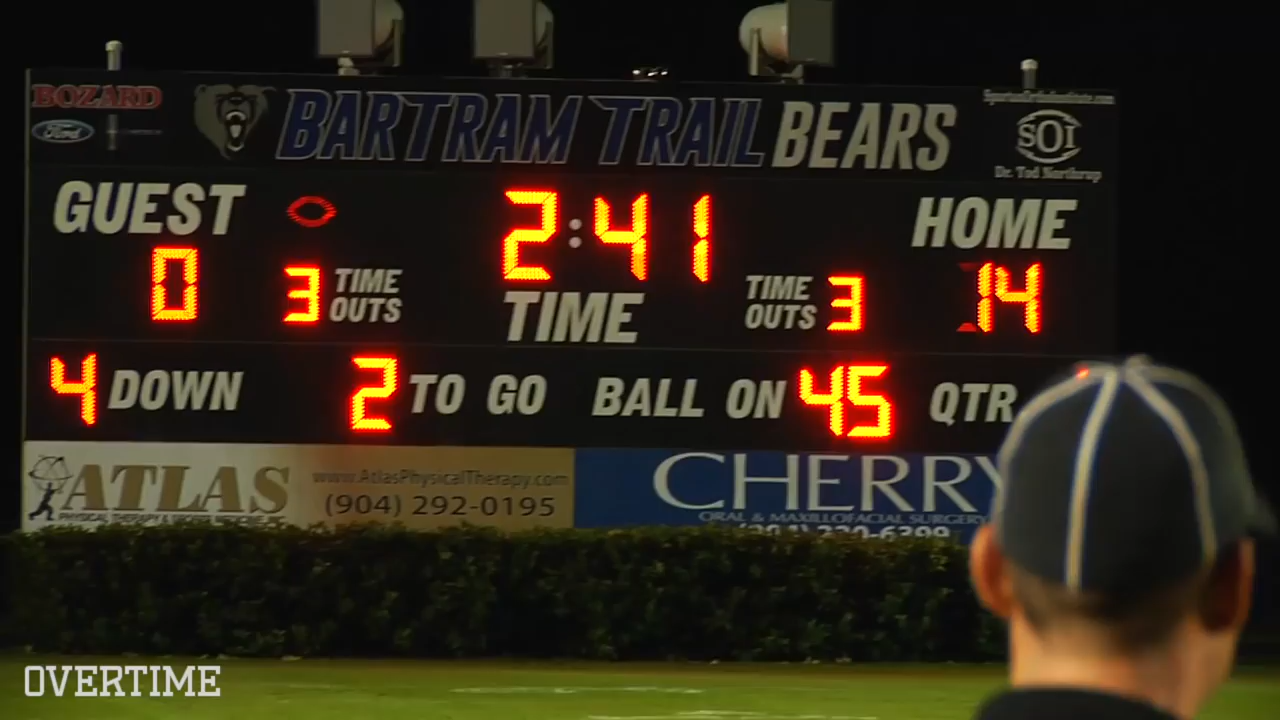 BOZARD
Ford
BARTRAM TRAIL BEARS
SOI
Dr. Tod Northrup
GUEST
2:41
HOME
0
3 TIME OUTS
TIME
TIME OUTS 3
14
4 DOWN 2 TO GO BALL ON 45 QTR
ATLAS
PHYSICAL THERAPY &
www.AtlasPhysicalTherapy.com
(904) 292-0195
CHERRY
ORAL & MAXILLOFACIAL SURGERY
OVERTIME